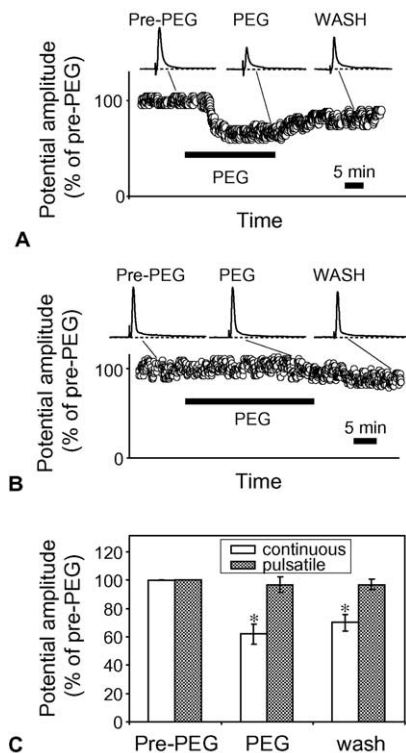 Pre-PEG PEG WASH
Potential amplitude
(% of pre-PEG)
100
0
PEG
5 min
Time
A
Pre-PEG PEG WASH
Potential amplitude
(% of pre-PEG)
100
0
PEG
5 min
Time
B
Potential amplitude
(% of pre-PEG)
120
100
80
60
40
20
0
continuous
pulsatile
*
*
Pre-PEG PEG wash
C